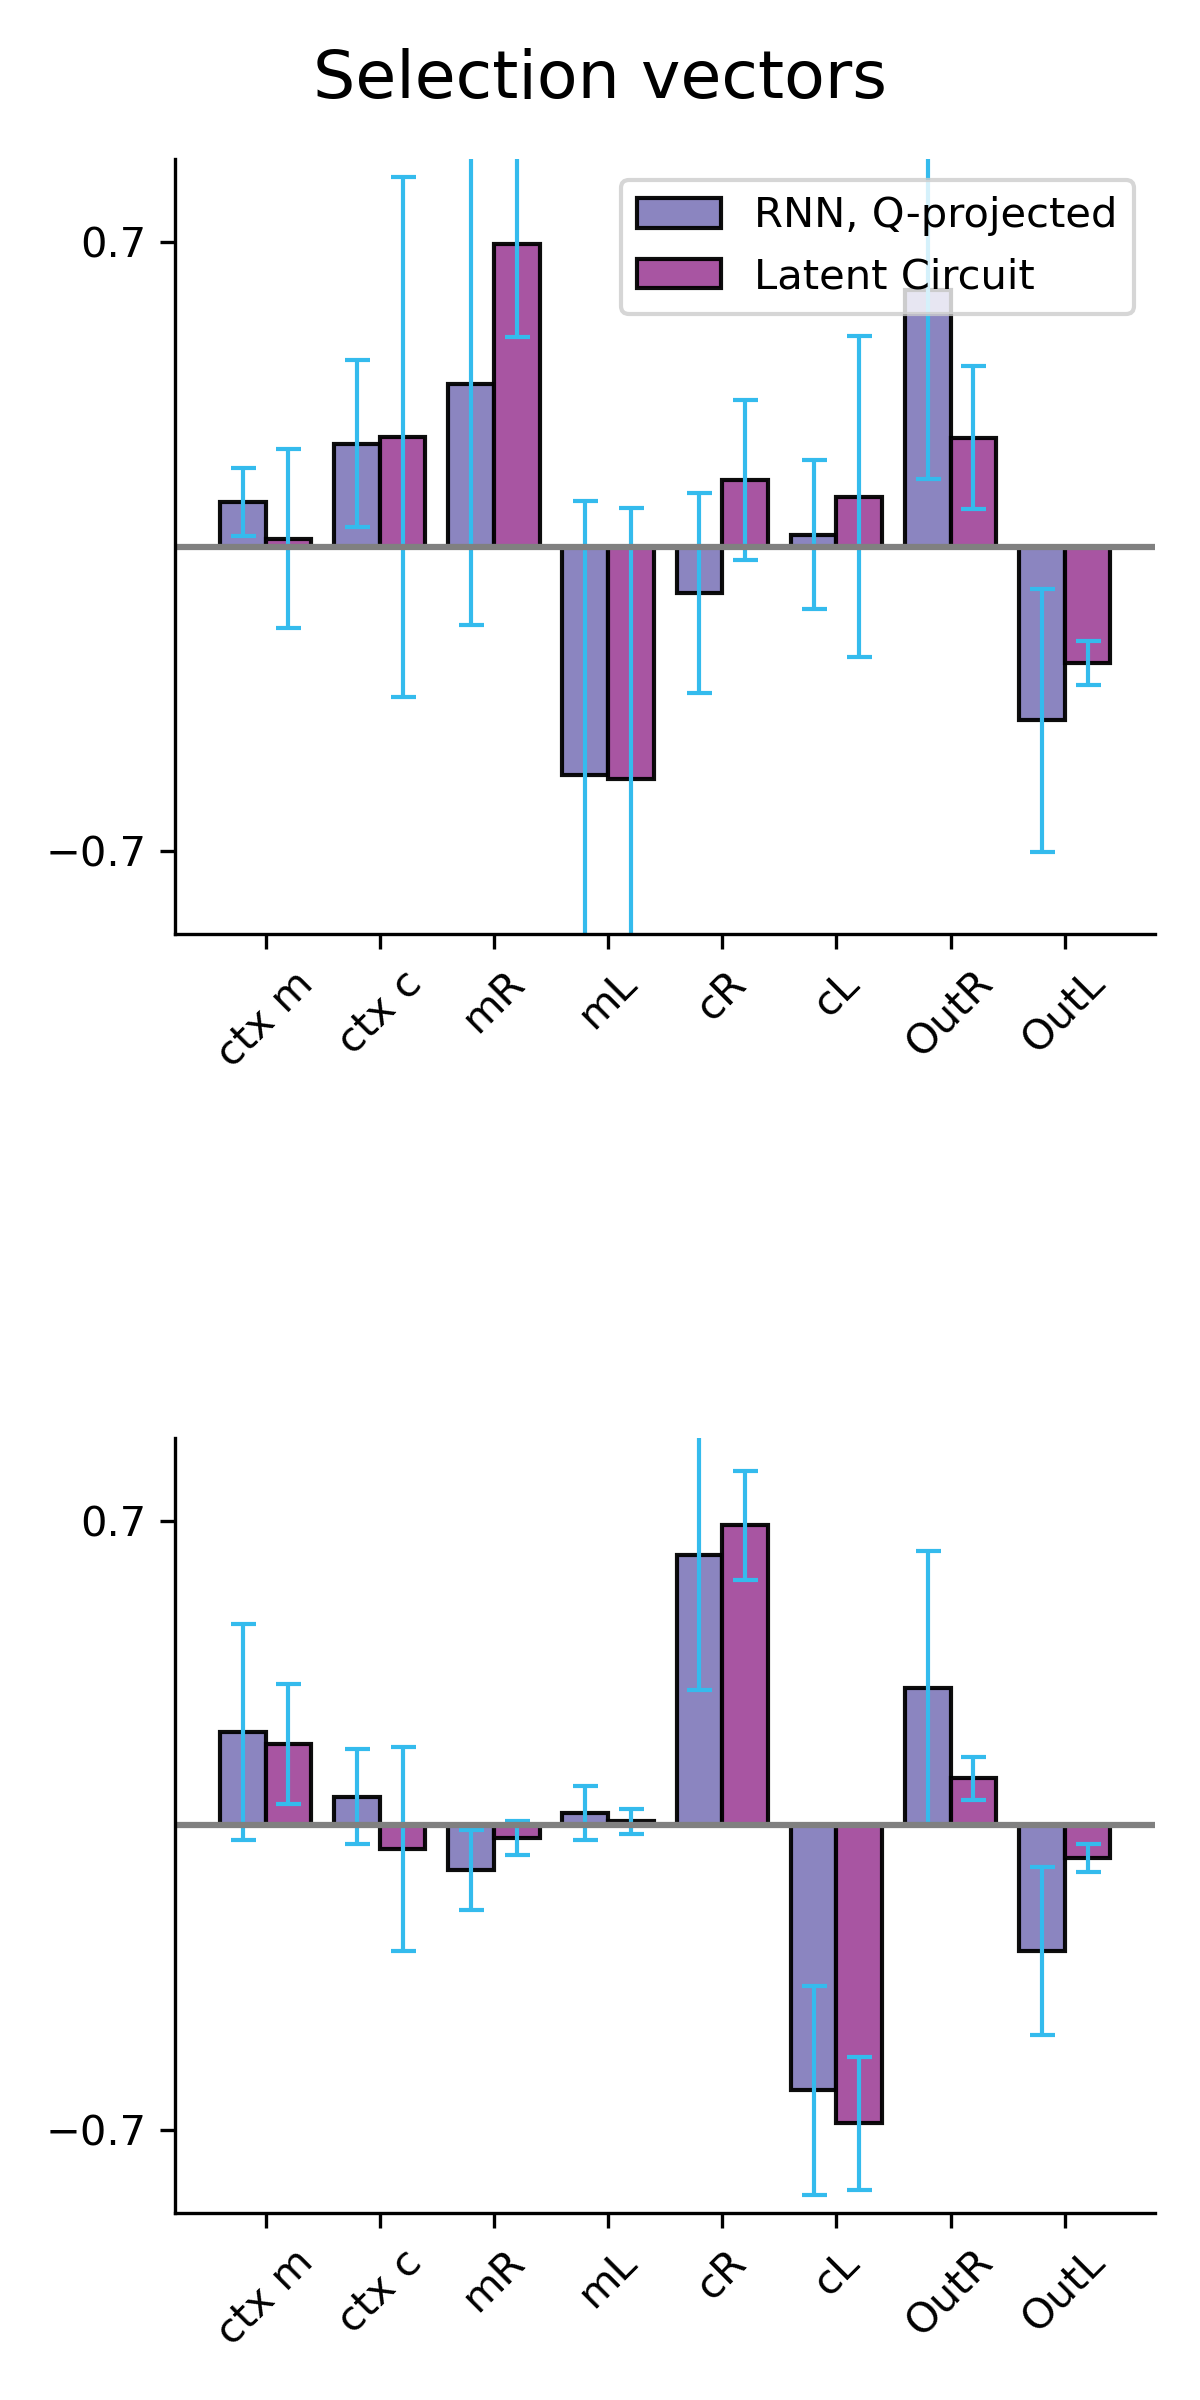 Selection vectors
RNN, Q-projected
Latent Circuit
0.7
−0.7
ctx m
ctx c
mR
mL
cR
cL
OutR
OutL
0.7
−0.7
ctx m
ctx c
mR
mL
cR
cL
OutR
OutL